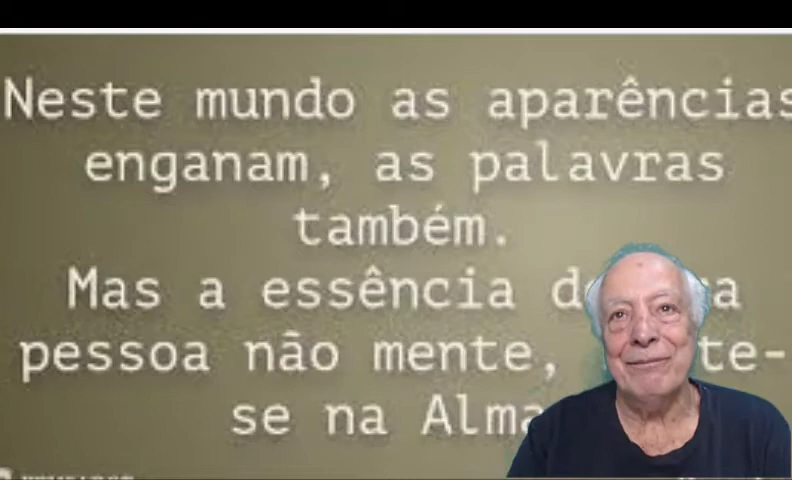 Neste mundo as aparências
enganam, as palavras
também.
Mas a essência
pessoa não mente,
se na Alma